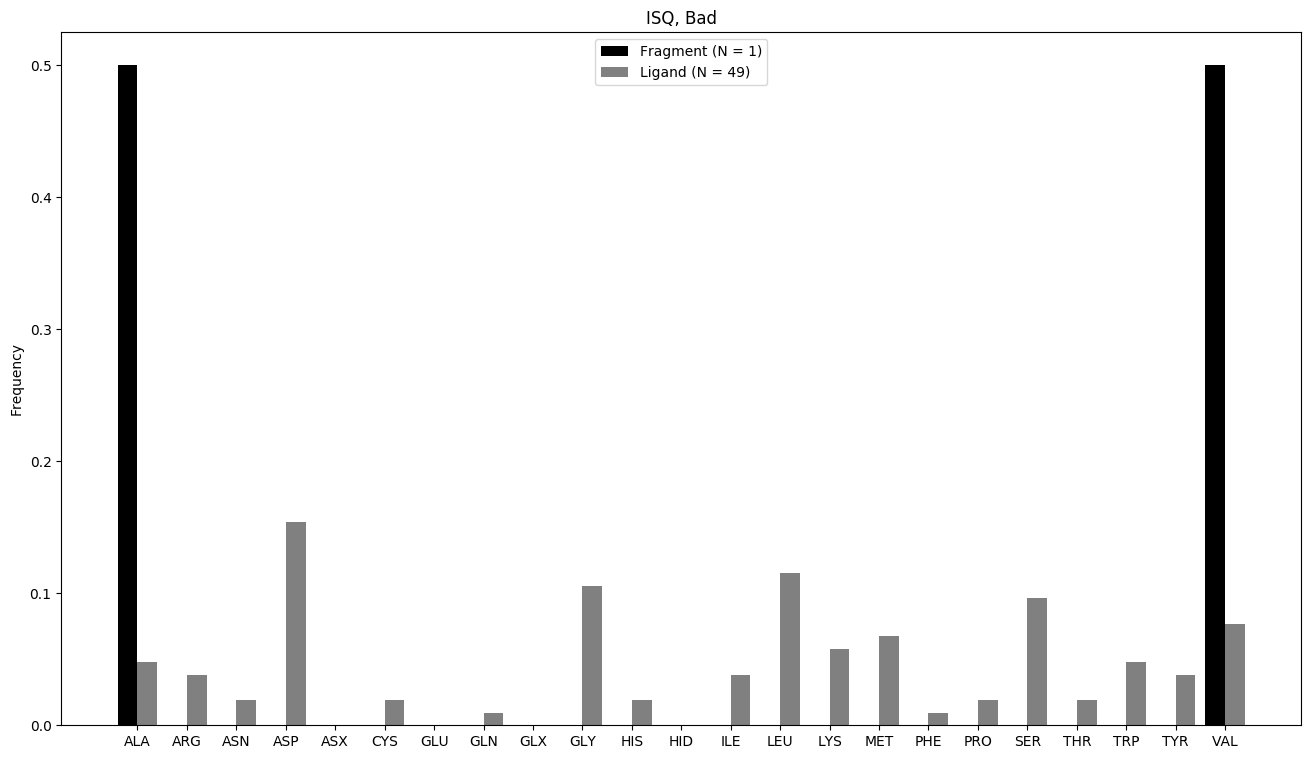 ISQ, Bad
Fragment (N = 1)
Ligand (N = 49)
Frequency
0.5
0.4
0.3
0.2
0.1
0.0
ALA ARG ASN ASP ASX CYS GLU GLN GLX GLY HIS HID ILE LEU LYS MET PHE PRO SER THR TRP TYR VAL